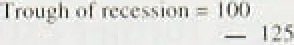 Trough of recession = 100
— 125